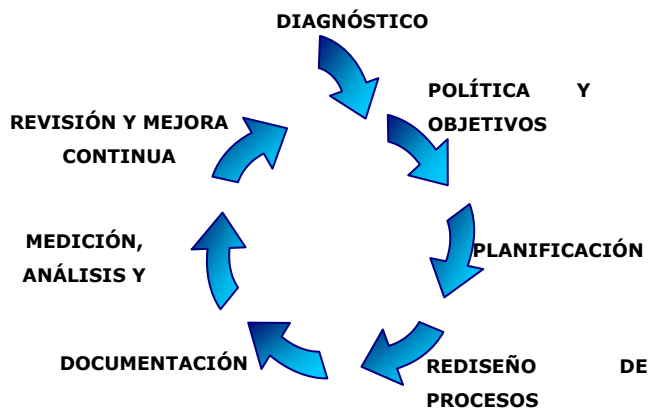 DIAGNÓSTICO
POLÍTICA Y
OBJETIVOS
PLANIFICACIÓN
REDISEÑO DE
PROCESOS
DOCUMENTACIÓN
MEDICIÓN,
ANÁLISIS Y
REVISIÓN Y MEJORA
CONTINUA